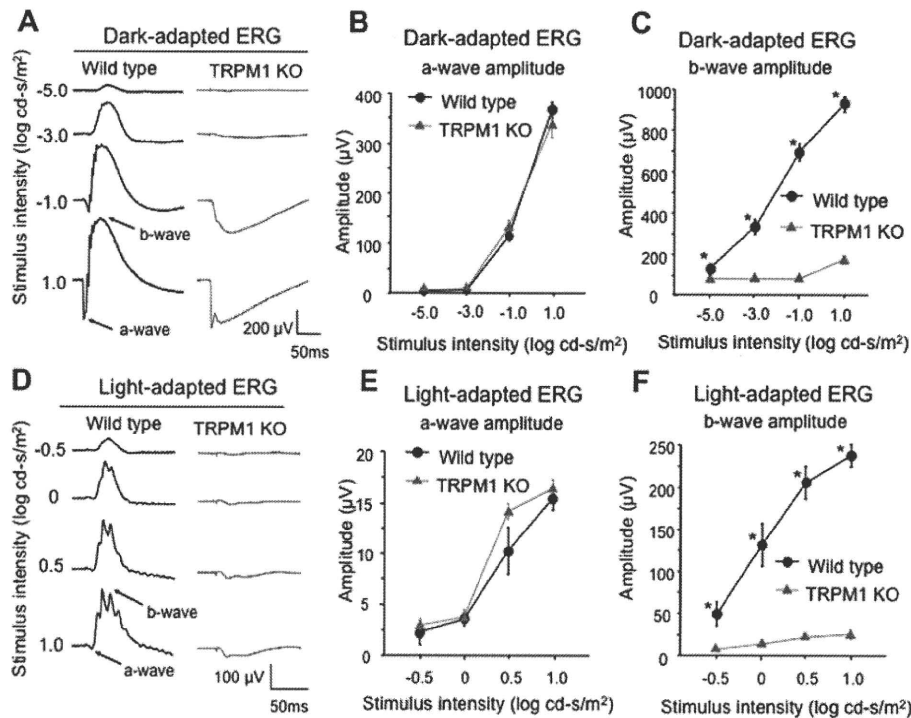 A
Dark-adapted ERG
Wild type
TRPM1 KO
Stimulus intensity (log cd-s/m²)
-5.0
-3.0
-1.0
1.0
b-wave
a-wave
200 µV
50ms
B
Dark-adapted ERG
a-wave amplitude
Wild type
TRPM1 KO
Amplitude (µV)
400
300
200
100
0
-5.0 -3.0 -1.0 1.0
Stimulus intensity (log cd-s/m²)
C
Dark-adapted ERG
b-wave amplitude
Amplitude (µV)
1000
800
600
400
200
0
* * * *
Wild type
TRPM1 KO
-5.0 -3.0 -1.0 1.0
Stimulus intensity (log cd-s/m²)
D
Light-adapted ERG
Wild type
TRPM1 KO
Stimulus intensity (log cd-s/m²)
-0.5
0
0.5
1.0
b-wave
a-wave
100 µV
50ms
E
Light-adapted ERG
a-wave amplitude
Wild type
TRPM1 KO
Amplitude (µV)
20
15
10
5
0
-0.5 0 0.5 1.0
Stimulus intensity (log cd-s/m²)
F
Light-adapted ERG
b-wave amplitude
Amplitude (µV)
250
200
150
100
50
0
* * * *
Wild type
TRPM1 KO
-0.5 0 0.5 1.0
Stimulus intensity (log cd-s/m²)